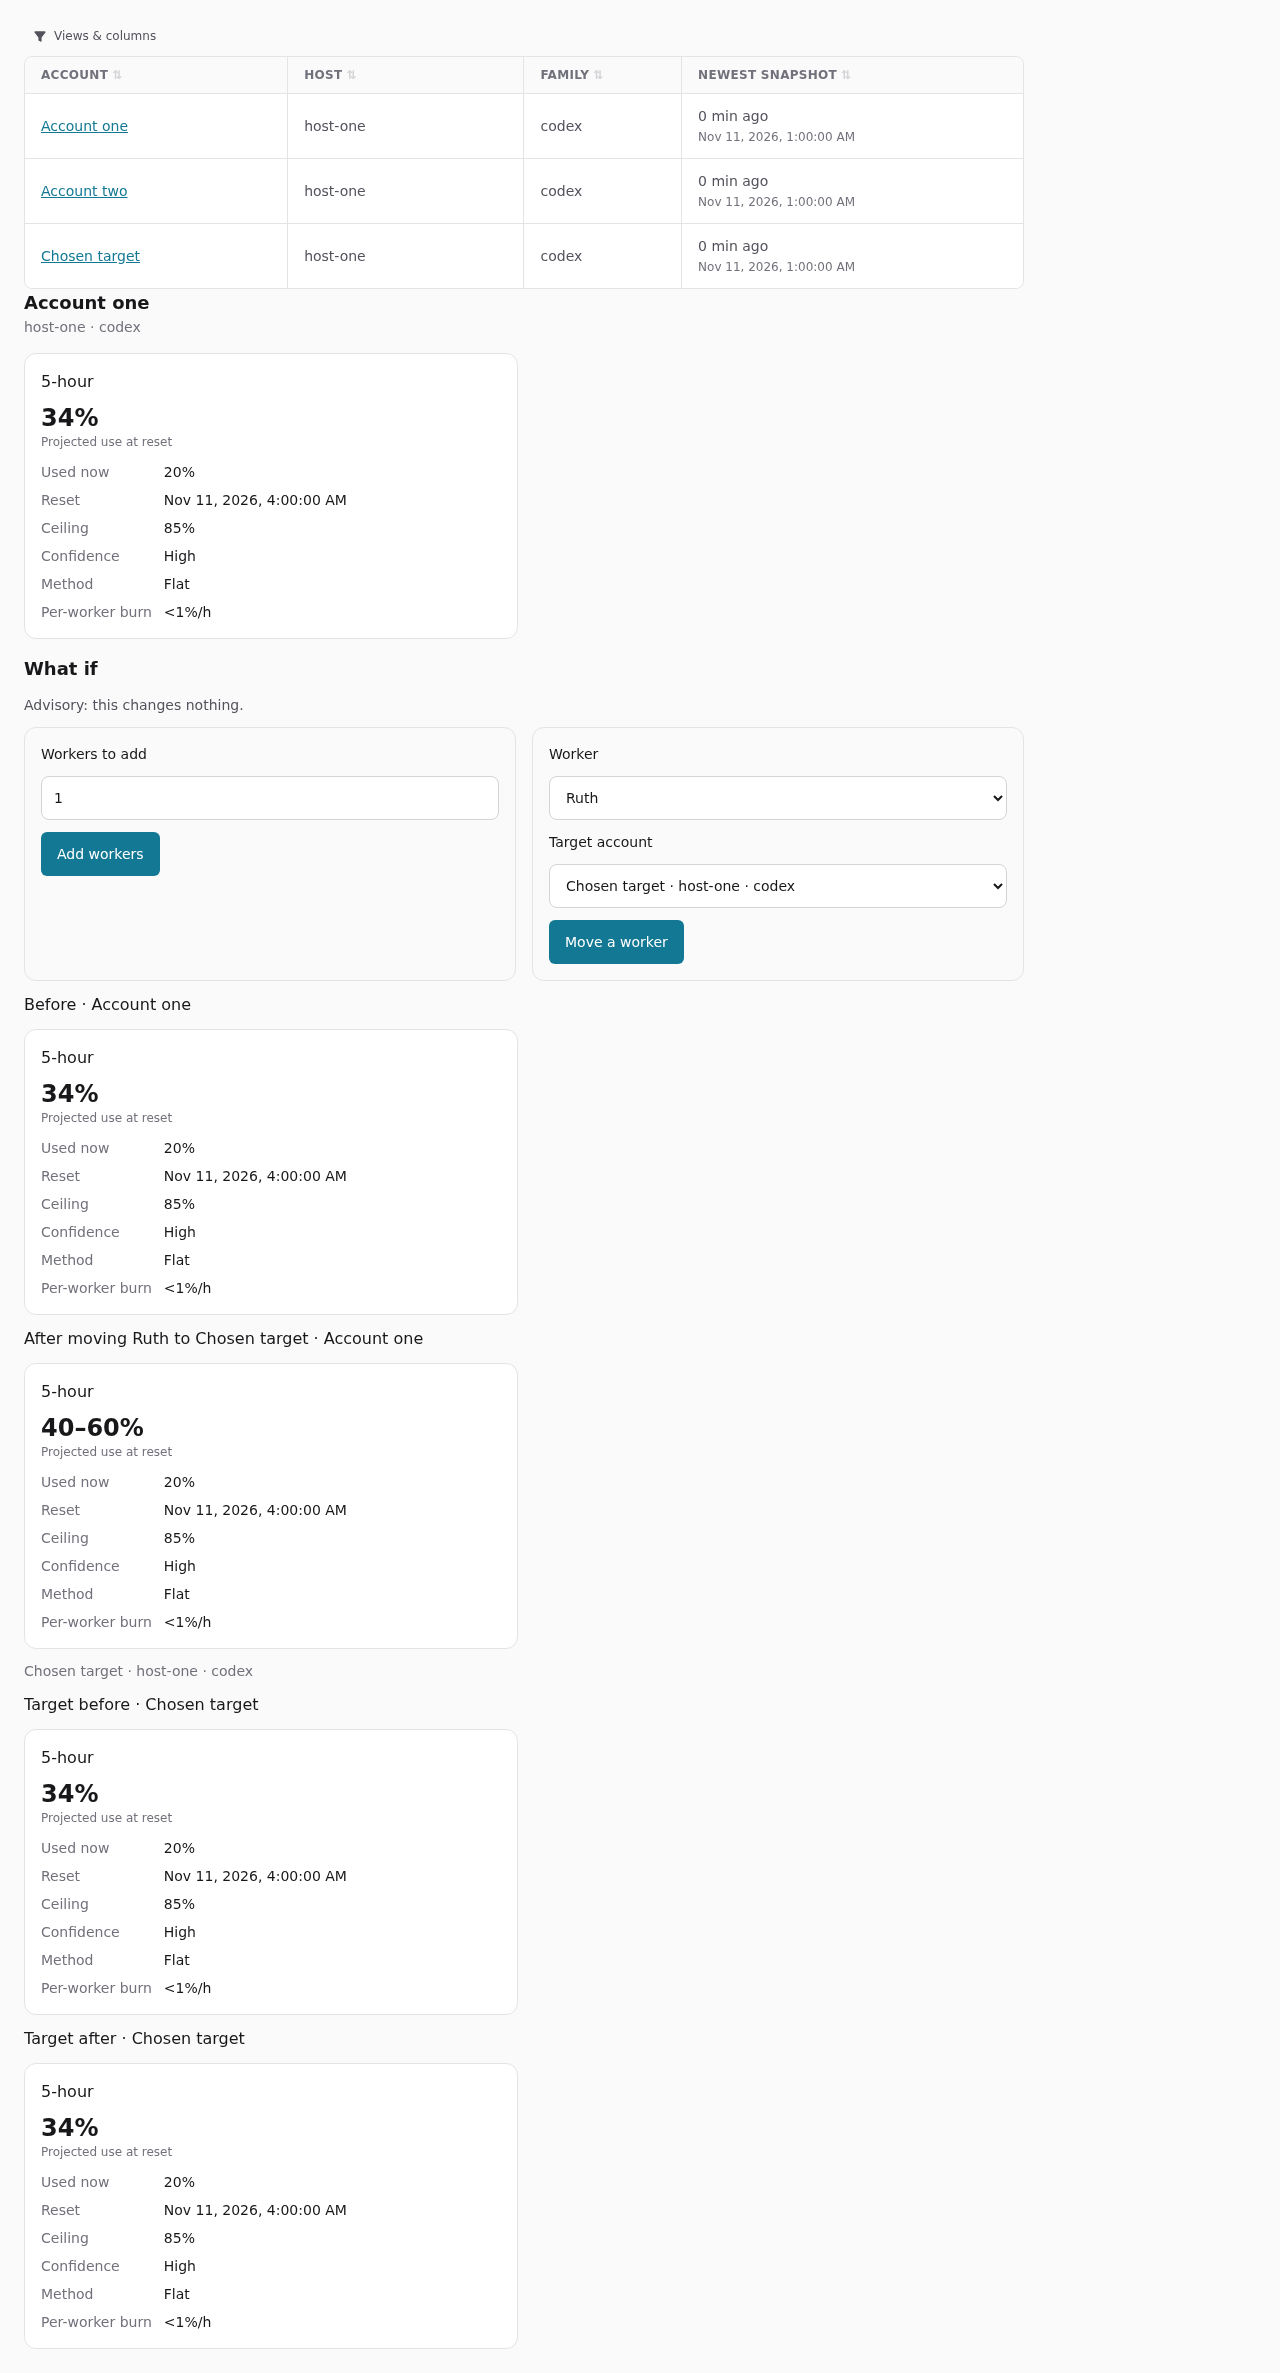 Views & columns
ACCOUNT ⇅ HOST ⇅ FAMILY ⇅ NEWEST SNAPSHOT ⇅
Account one host-one codex 0 min ago
Nov 11, 2026, 1:00:00 AM
Account two host-one codex 0 min ago
Nov 11, 2026, 1:00:00 AM
Chosen target host-one codex 0 min ago
Nov 11, 2026, 1:00:00 AM
Account one
host-one · codex
5-hour
34%
Projected use at reset
Used now 20%
Reset Nov 11, 2026, 4:00:00 AM
Ceiling 85%
Confidence High
Method Flat
Per-worker burn <1%/h
What if
Advisory: this changes nothing.
Workers to add
1
Add workers
Worker
Ruth
Target account
Chosen target · host-one · codex
Move a worker
Before · Account one
5-hour
34%
Projected use at reset
Used now 20%
Reset Nov 11, 2026, 4:00:00 AM
Ceiling 85%
Confidence High
Method Flat
Per-worker burn <1%/h
After moving Ruth to Chosen target · Account one
5-hour
40–60%
Projected use at reset
Used now 20%
Reset Nov 11, 2026, 4:00:00 AM
Ceiling 85%
Confidence High
Method Flat
Per-worker burn <1%/h
Chosen target · host-one · codex
Target before · Chosen target
5-hour
34%
Projected use at reset
Used now 20%
Reset Nov 11, 2026, 4:00:00 AM
Ceiling 85%
Confidence High
Method Flat
Per-worker burn <1%/h
Target after · Chosen target
5-hour
34%
Projected use at reset
Used now 20%
Reset Nov 11, 2026, 4:00:00 AM
Ceiling 85%
Confidence High
Method Flat
Per-worker burn <1%/h